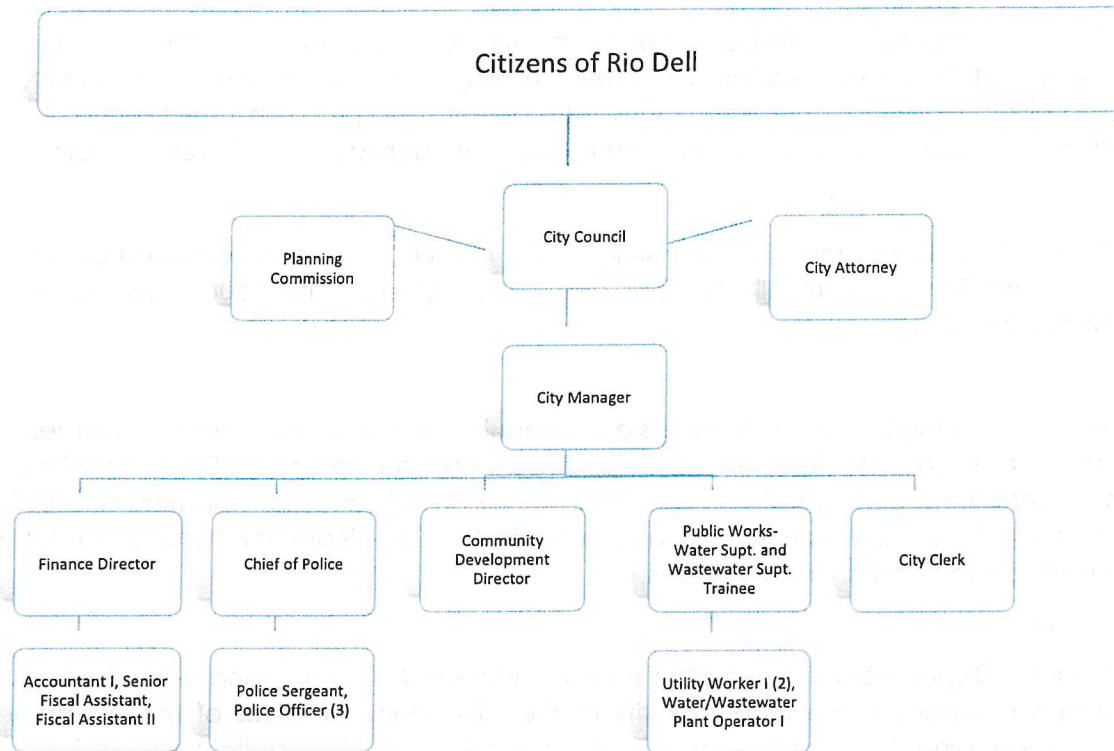 Citizens of Rio Dell
City Council
Planning
Commission
City Attorney
City Manager
Finance Director
Chief of Police
Community
Development
Director
Public Works-
Water Supt. and
Wastewater Supt.
Trainee
City Clerk
Accountant I, Senior
Fiscal Assistant,
Fiscal Assistant II
Police Sergeant,
Police Officer (3)
Utility Worker I (2),
Water/Wastewater
Plant Operator I